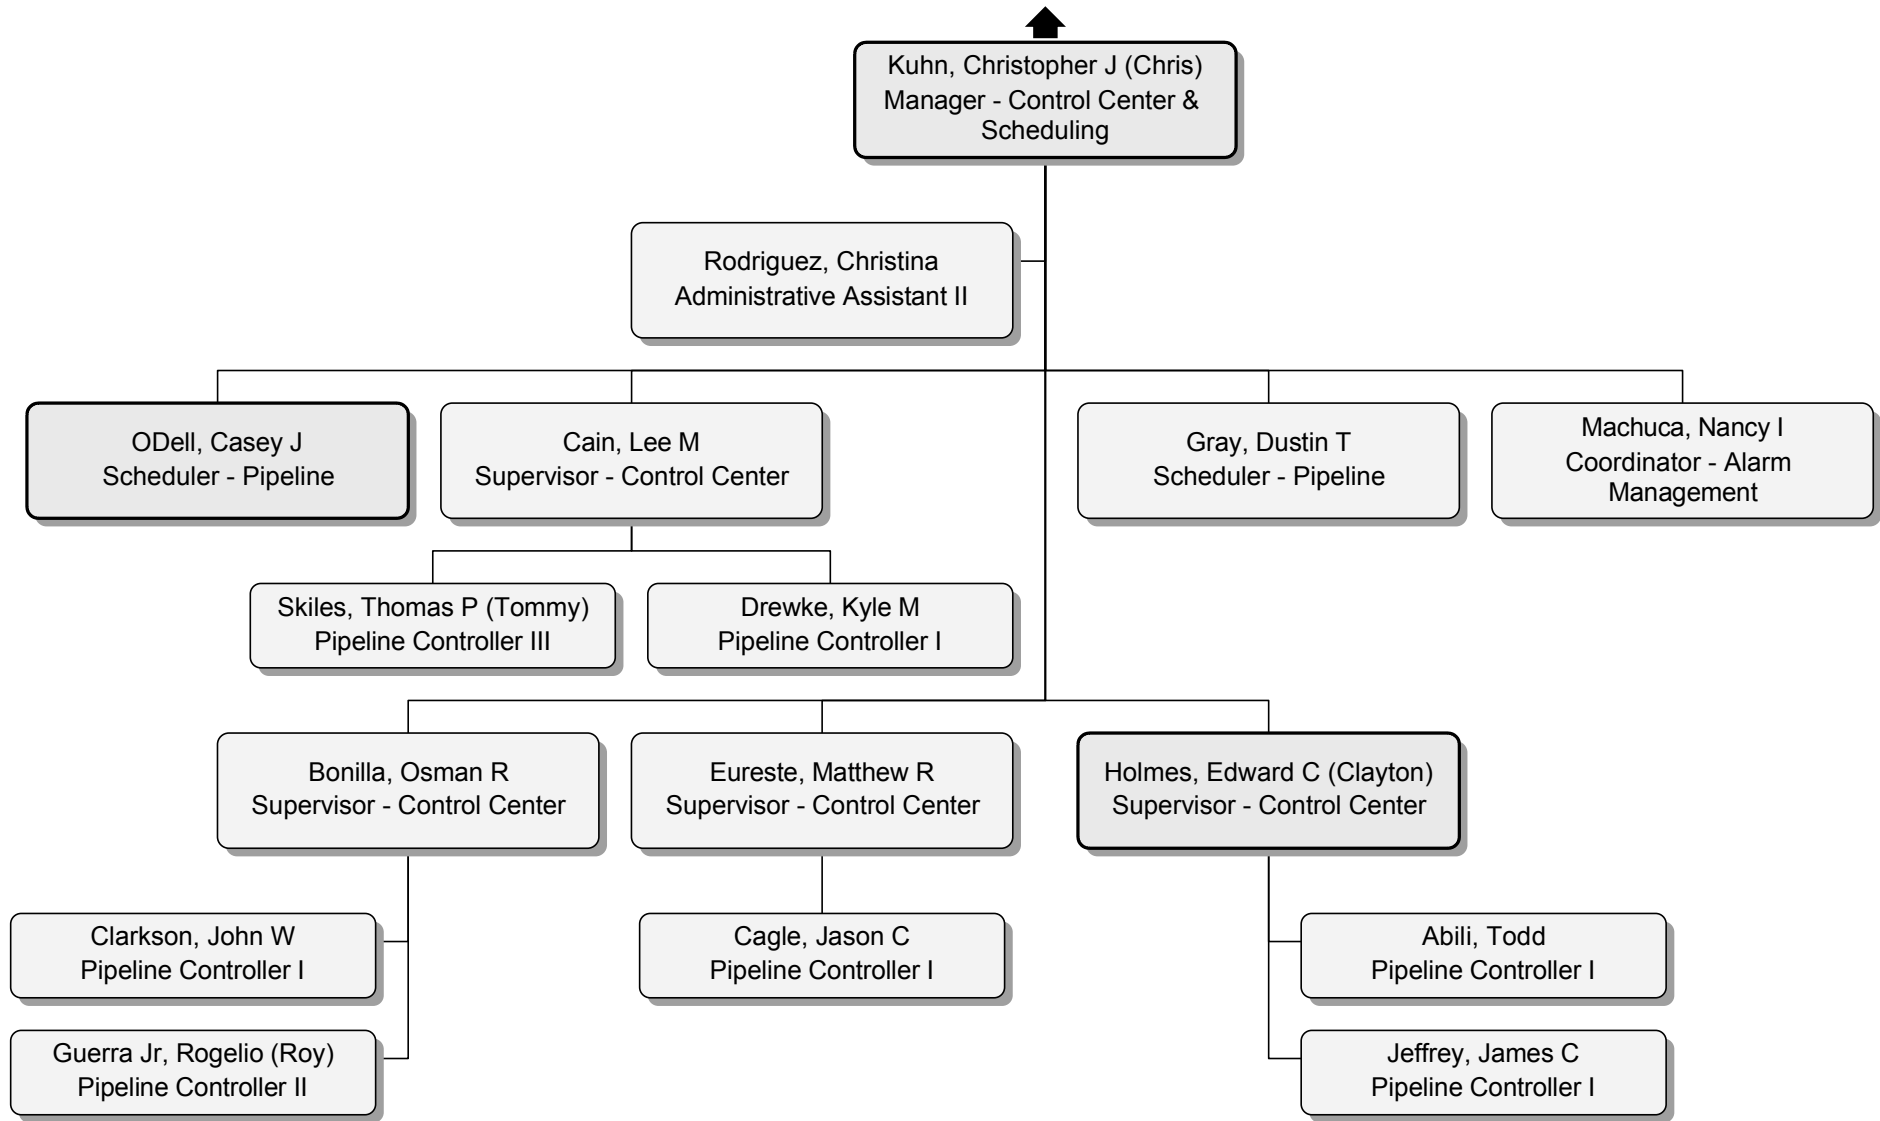 Kuhn, Christopher J (Chris)
Manager - Control Center &
Scheduling
Rodriguez, Christina
Administrative Assistant II
ODell, Casey J
Scheduler - Pipeline
Cain, Lee M
Supervisor - Control Center
Gray, Dustin T
Scheduler - Pipeline
Machuca, Nancy I
Coordinator - Alarm
Management
Skiles, Thomas P (Tommy)
Pipeline Controller III
Drewke, Kyle M
Pipeline Controller I
Bonilla, Osman R
Supervisor - Control Center
Eureste, Matthew R
Supervisor - Control Center
Holmes, Edward C (Clayton)
Supervisor - Control Center
Clarkson, John W
Pipeline Controller I
Cagle, Jason C
Pipeline Controller I
Abili, Todd
Pipeline Controller I
Guerra Jr, Rogelio (Roy)
Pipeline Controller II
Jeffrey, James C
Pipeline Controller I